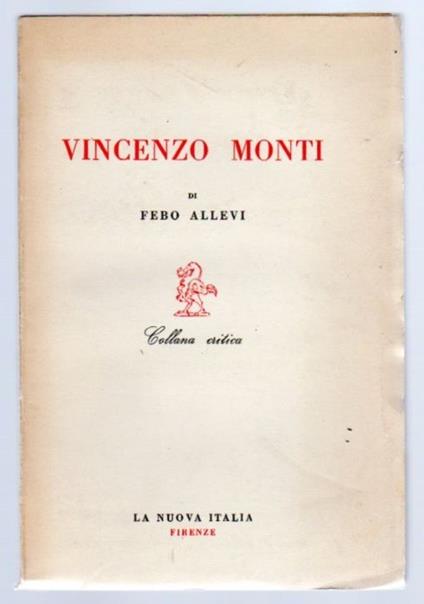 VINCENZO MONTI
DI
FEBO ALLEVI
Collana critica
LA NUOVA ITALIA
FIRENZE